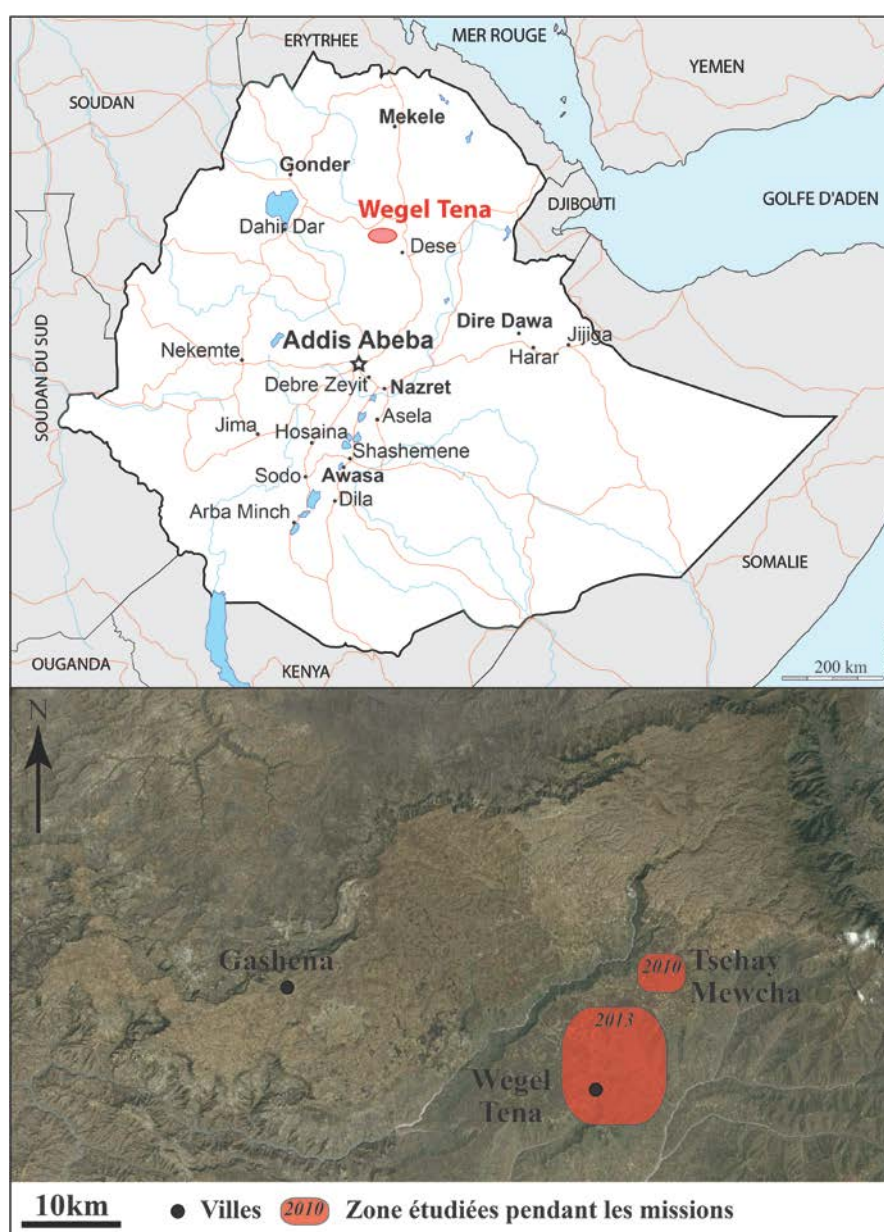 ERYTRHEE
MER ROUGE
YEMEN
SOUDAN
Mekele
Gonder
Wegel Tena
DJIBOUTI
GOLFE D'ADEN
Dahir Dar
Dese
Dire Dawa
Addis Abeba
Jijiga
Nekemte
Harar
Debre Zeyit
Nazret
SOUDAN DU SUD
Jima
Hosaina
Asela
Shashemene
Sodo
Awasa
Dila
Arba Minch
SOMALIE
OUGANDA
KENYA
200 km
N
Gashena
2010
Tsehay
Mewcha
2013
Wegel
Tena
10km
Villes
2010
Zone étudiées pendant les missions